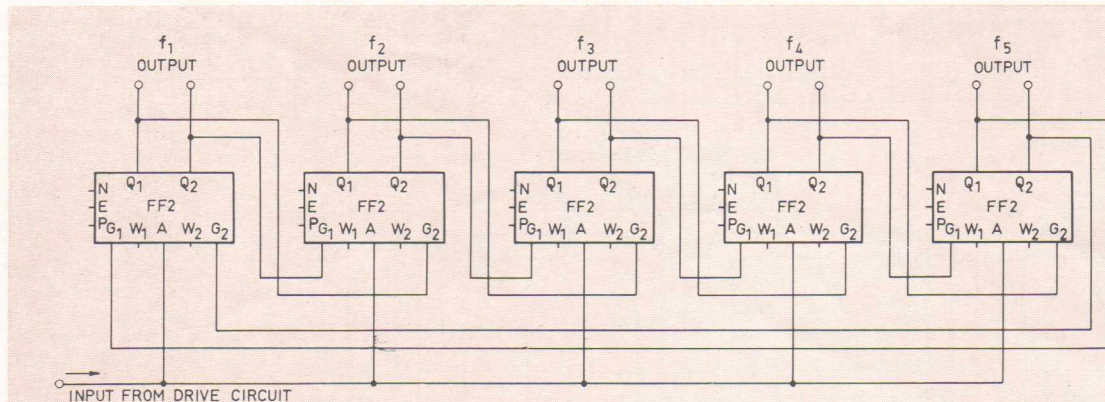 f1 f2 f3 f4 f5
OUTPUT OUTPUT OUTPUT OUTPUT OUTPUT
Q1 Q2 Q1 Q2 Q1 Q2 Q1 Q2 Q1 Q2
N N N N N
E FF2 E FF2 E FF2 E FF2 E FF2
P G1 W1 A W2 G2 P G1 W1 A W2 G2 P G1 W1 A W2 G2 P G1 W1 A W2 G2 P G1 W1 A W2 G2
INPUT FROM DRIVE CIRCUIT